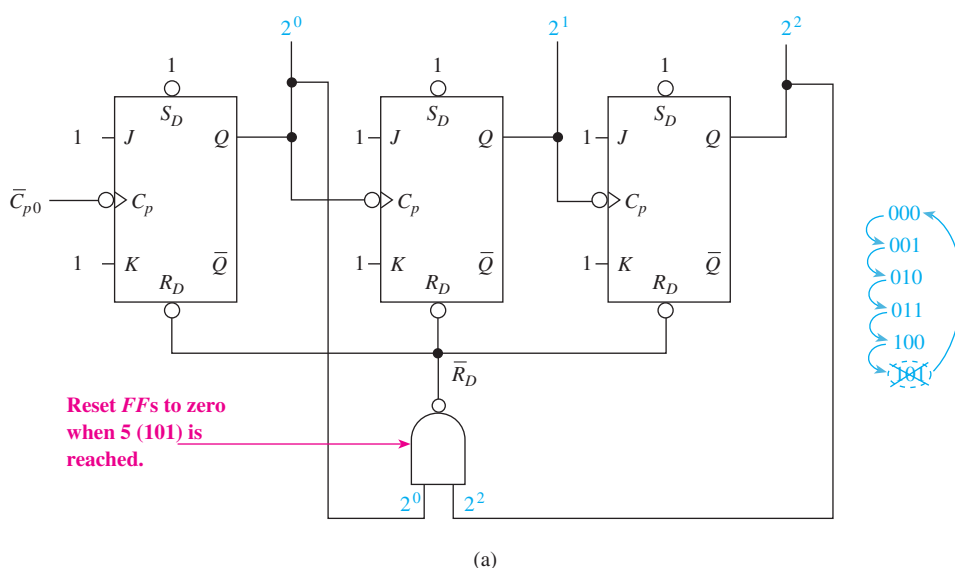 2⁰ 2¹ 2²
1 1 1
S_D S_D S_D
1 J Q 1 J Q 1 J Q
C̅_p0 C_p C_p C_p
1 K Q̅ 1 K Q̅ 1 K Q̅
R_D R_D R_D
R̅_D
000
001
010
011
100
101
Reset FFs to zero
when 5 (101) is
reached.
2⁰ 2²
(a)